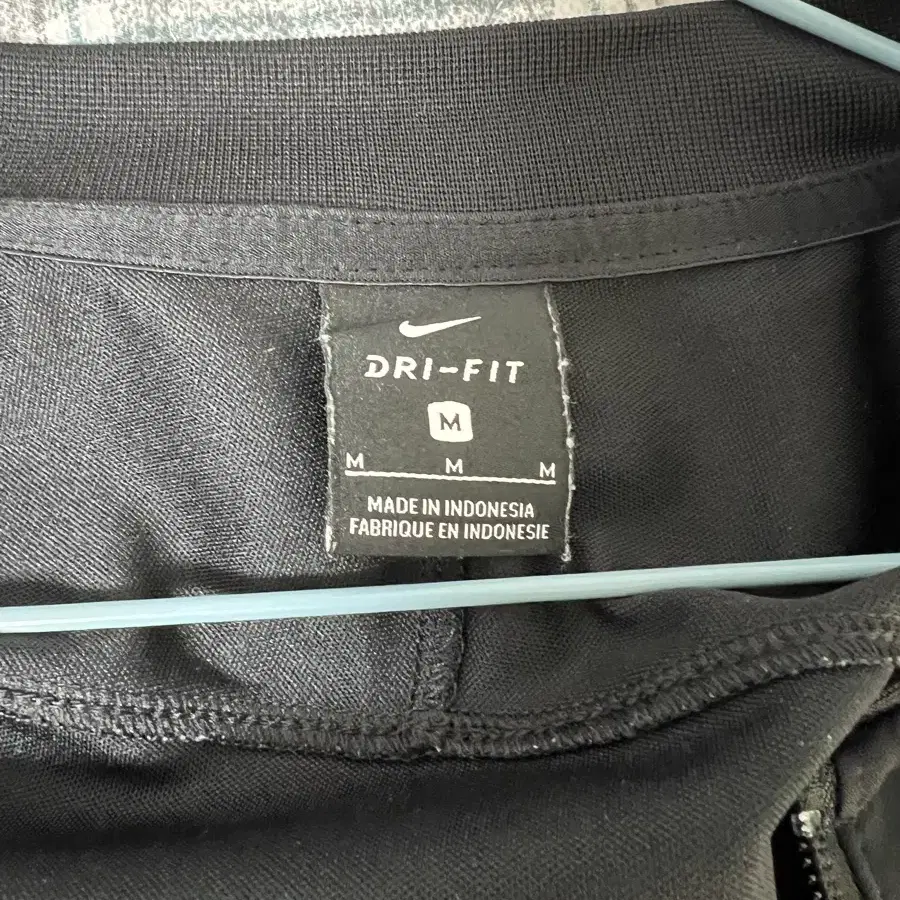 DRI-FIT
M
M M M
MADE IN INDONESIA
FABRIQUE EN INDONESIE